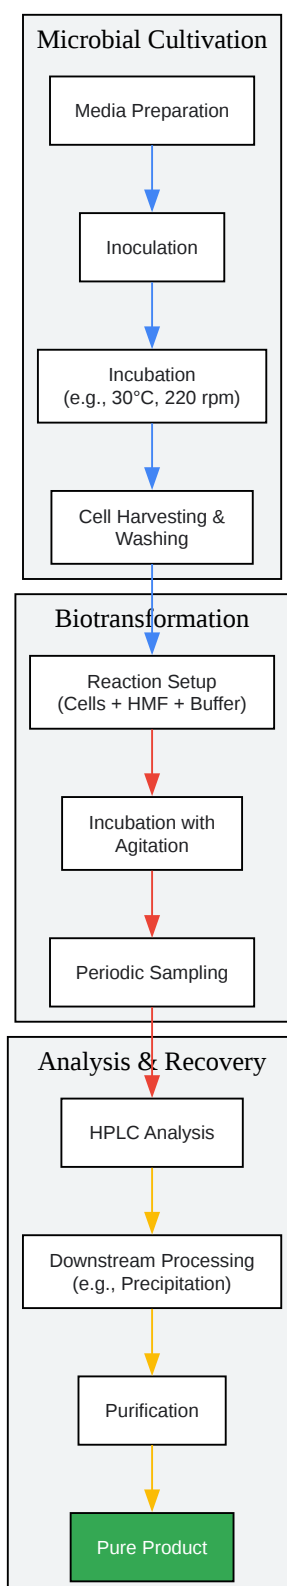 Microbial Cultivation
Media Preparation
Inoculation
Incubation
(e.g., 30°C, 220 rpm)
Cell Harvesting &
Washing
Biotransformation
Reaction Setup
(Cells + HMF + Buffer)
Incubation with
Agitation
Periodic Sampling
Analysis & Recovery
HPLC Analysis
Downstream Processing
(e.g., Precipitation)
Purification
Pure Product